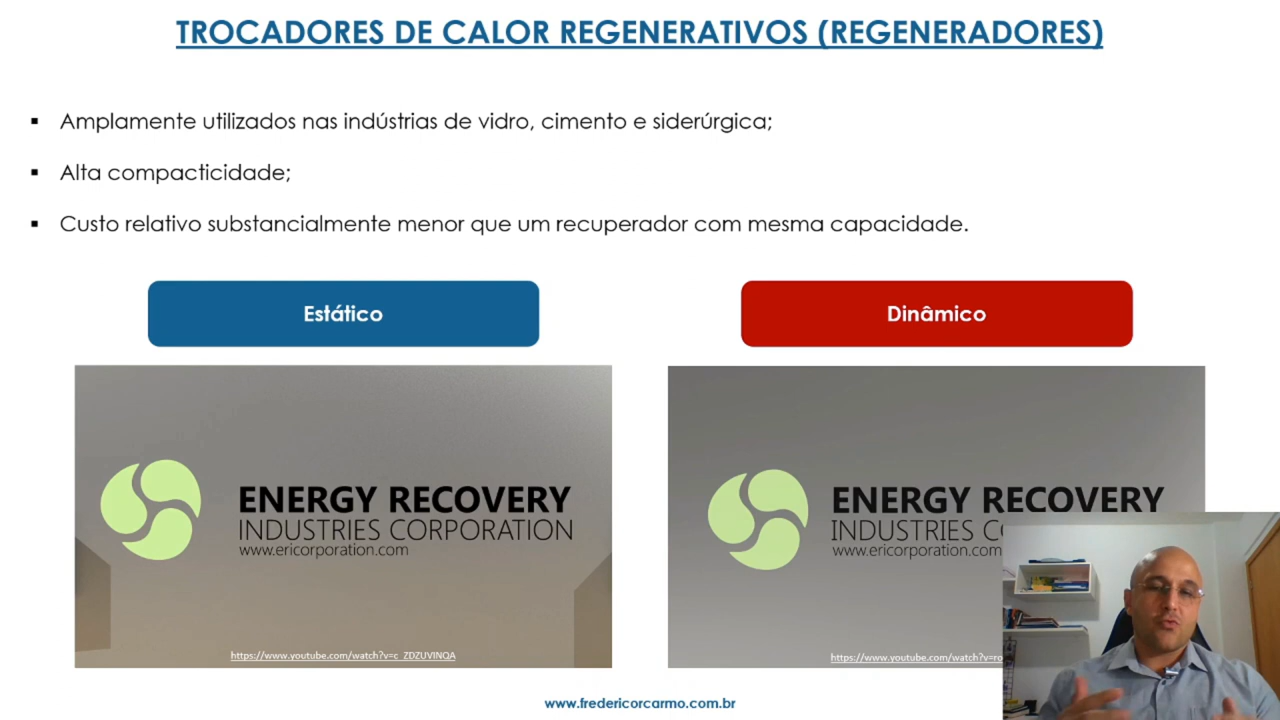 TROCADORES DE CALOR REGENERATIVOS (REGENERADORES)
▪ Amplamente utilizados nas indústrias de vidro, cimento e siderúrgica;
▪ Alta compacticidade;
▪ Custo relativo substancialmente menor que um recuperador com mesma capacidade.
Estático
Dinâmico
ENERGY RECOVERY
INDUSTRIES CORPORATION
www.ericorporation.com
https://www.youtube.com/watch?v=c_ZDZUVINQA
ENERGY RECOVERY
INDUSTRIES
www.ericorporation.com
https://www.youtube.com/watch?v=ro
www.fredericorcarmo.com.br